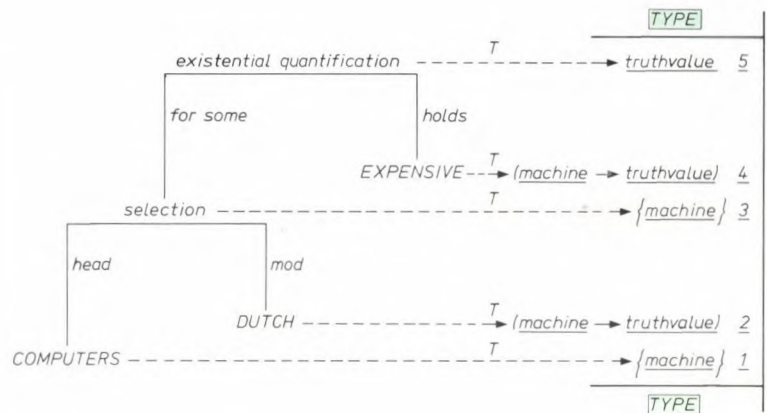 TYPE
T
existential quantification truthvalue 5
for some holds
T
EXPENSIVE (machine → truthvalue) 4
T
selection {machine} 3
head mod
T
DUTCH (machine → truthvalue) 2
T
COMPUTERS {machine} 1
TYPE